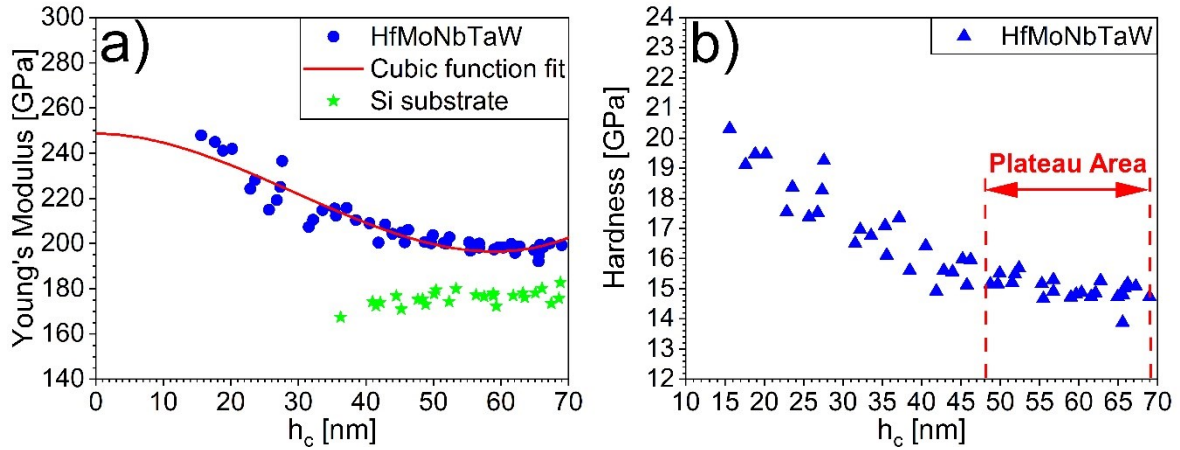 a)
HfMoNbTaW
Cubic function fit
Si substrate
Young's Modulus [GPa]
300
280
260
240
220
200
180
160
140
0 10 20 30 40 50 60 70
h_c [nm]
b)
HfMoNbTaW
Plateau Area
Hardness [GPa]
24
23
22
21
20
19
18
17
16
15
14
13
12
10 15 20 25 30 35 40 45 50 55 60 65 70
h_c [nm]